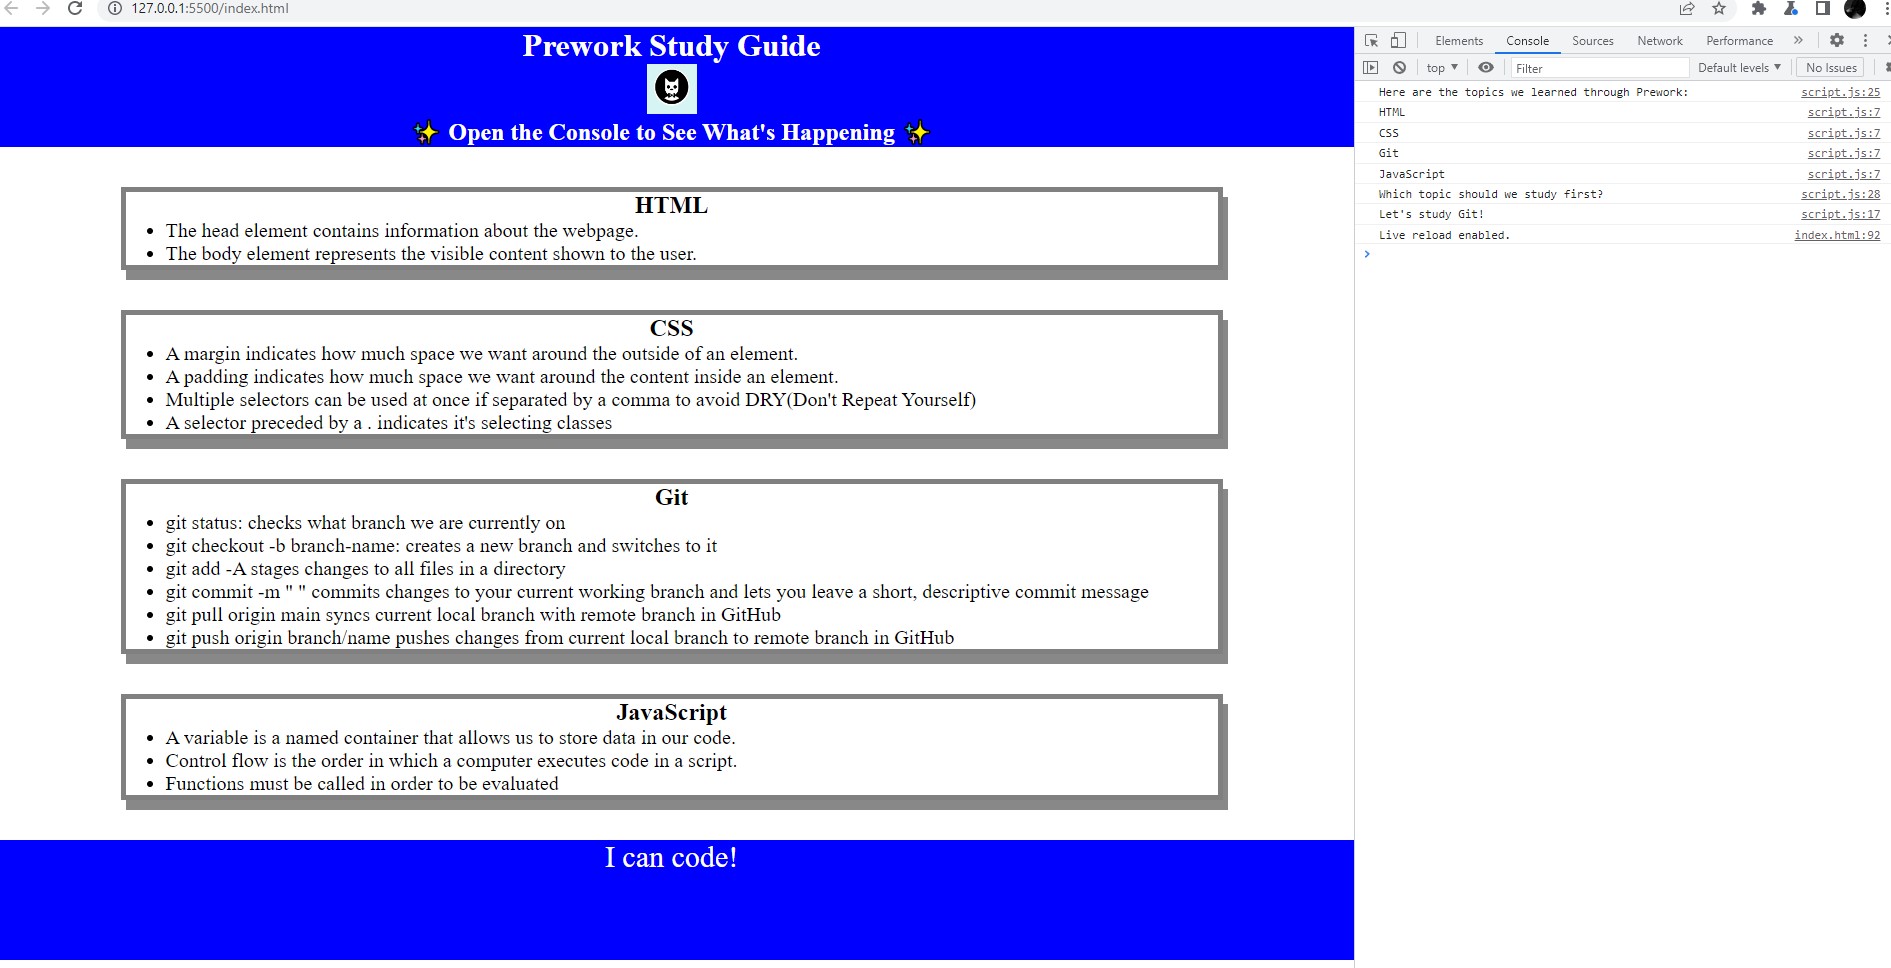 127.0.0.1:5500/index.html
Prework Study Guide
✨ Open the Console to See What's Happening ✨
HTML
• The head element contains information about the webpage.
• The body element represents the visible content shown to the user.
CSS
• A margin indicates how much space we want around the outside of an element.
• A padding indicates how much space we want around the content inside an element.
• Multiple selectors can be used at once if separated by a comma to avoid DRY(Don't Repeat Yourself)
• A selector preceded by a . indicates it's selecting classes
Git
• git status: checks what branch we are currently on
• git checkout -b branch-name: creates a new branch and switches to it
• git add -A stages changes to all files in a directory
• git commit -m " " commits changes to your current working branch and lets you leave a short, descriptive commit message
• git pull origin main syncs current local branch with remote branch in GitHub
• git push origin branch/name pushes changes from current local branch to remote branch in GitHub
JavaScript
• A variable is a named container that allows us to store data in our code.
• Control flow is the order in which a computer executes code in a script.
• Functions must be called in order to be evaluated
I can code!
Elements Console Sources Network Performance »
top ▼ Filter Default levels ▼ No Issues
Here are the topics we learned through Prework: script.js:25
HTML script.js:7
CSS script.js:7
Git script.js:7
JavaScript script.js:7
Which topic should we study first? script.js:28
Let's study Git! script.js:17
Live reload enabled. index.html:92